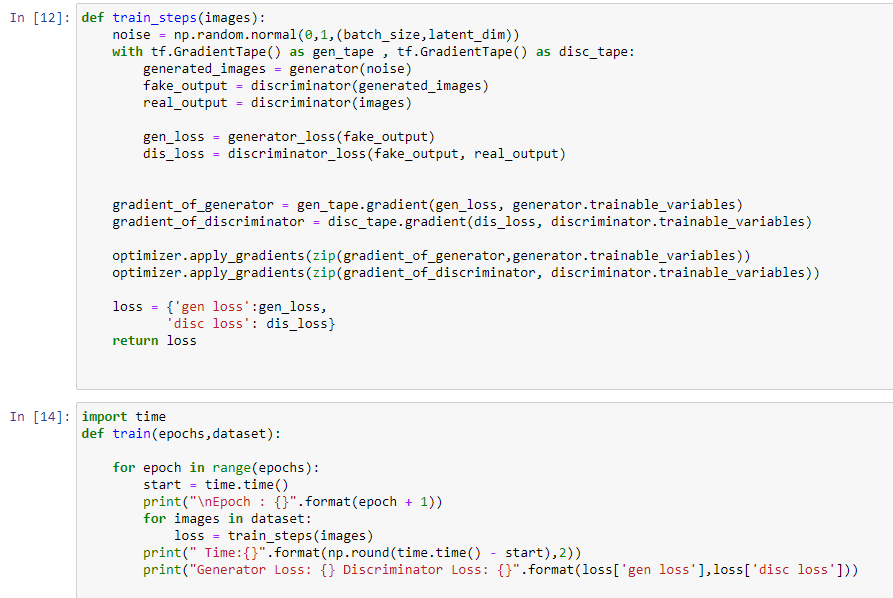 In [12]: def train_steps(images):
    noise = np.random.normal(0,1,(batch_size,latent_dim))
    with tf.GradientTape() as gen_tape , tf.GradientTape() as disc_tape:
        generated_images = generator(noise)
        fake_output = discriminator(generated_images)
        real_output = discriminator(images)

        gen_loss = generator_loss(fake_output)
        dis_loss = discriminator_loss(fake_output, real_output)


    gradient_of_generator = gen_tape.gradient(gen_loss, generator.trainable_variables)
    gradient_of_discriminator = disc_tape.gradient(dis_loss, discriminator.trainable_variables)

    optimizer.apply_gradients(zip(gradient_of_generator,generator.trainable_variables))
    optimizer.apply_gradients(zip(gradient_of_discriminator, discriminator.trainable_variables))

    loss = {'gen loss':gen_loss,
           'disc loss': dis_loss}
    return loss

In [14]: import time
def train(epochs,dataset):

    for epoch in range(epochs):
        start = time.time()
        print("\nEpoch : {}".format(epoch + 1))
        for images in dataset:
            loss = train_steps(images)
        print(" Time:{}".format(np.round(time.time() - start),2))
        print("Generator Loss: {} Discriminator Loss: {}".format(loss['gen loss'],loss['disc loss']))